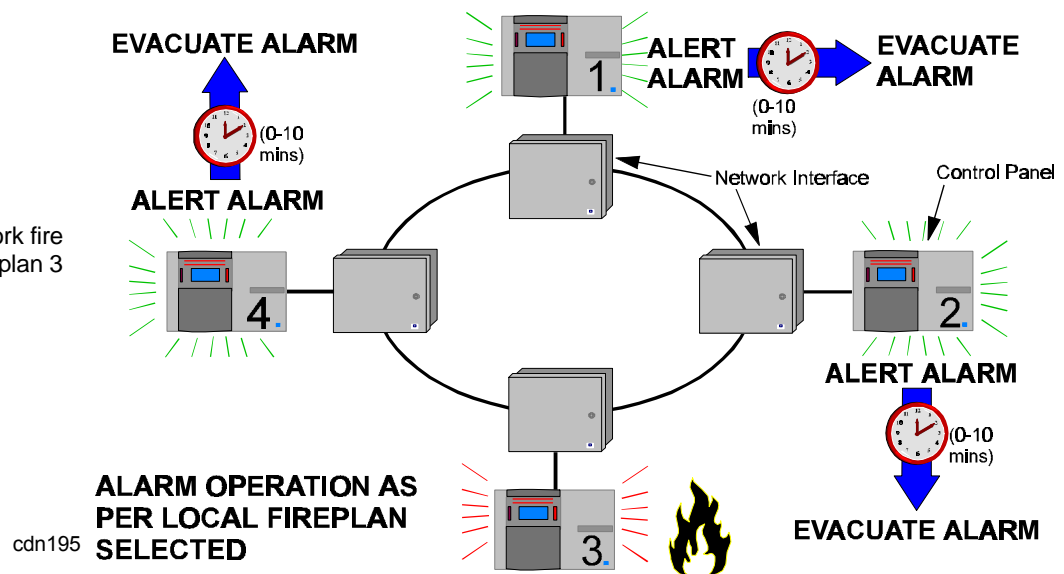 EVACUATE ALARM
(0-10
mins)
ALERT ALARM
1
ALERT
ALARM
(0-10
mins)
EVACUATE
ALARM
Network Interface
Control Panel
ork fire
plan 3
4
2
ALERT ALARM
(0-10
mins)
EVACUATE ALARM
ALARM OPERATION AS
PER LOCAL FIREPLAN
SELECTED
3
cdn195